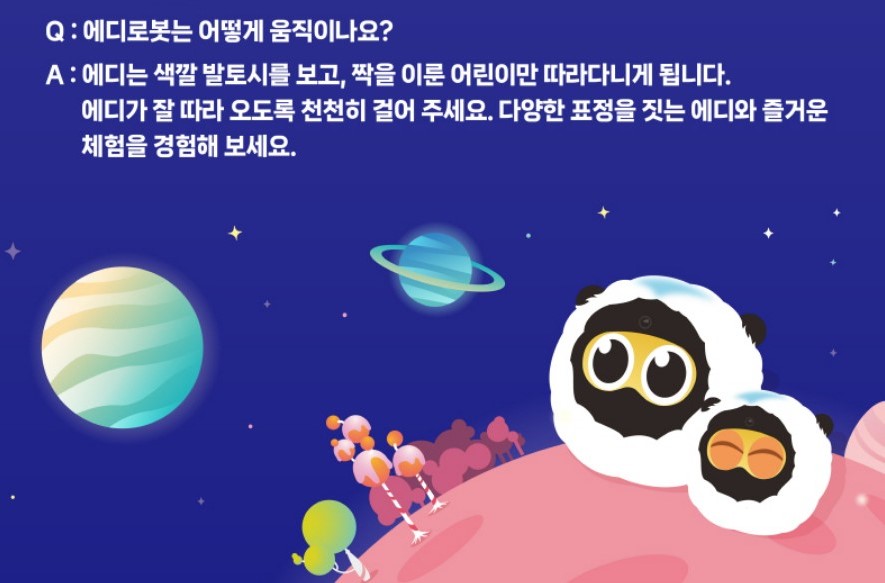 Q : 에디로봇는 어떻게 움직이나요?
A : 에디는 색깔 발토시를 보고, 짝을 이룬 어린이만 따라다니게 됩니다.
에디가 잘 따라 오도록 천천히 걸어 주세요. 다양한 표정을 짓는 에디와 즐거운
체험을 경험해 보세요.